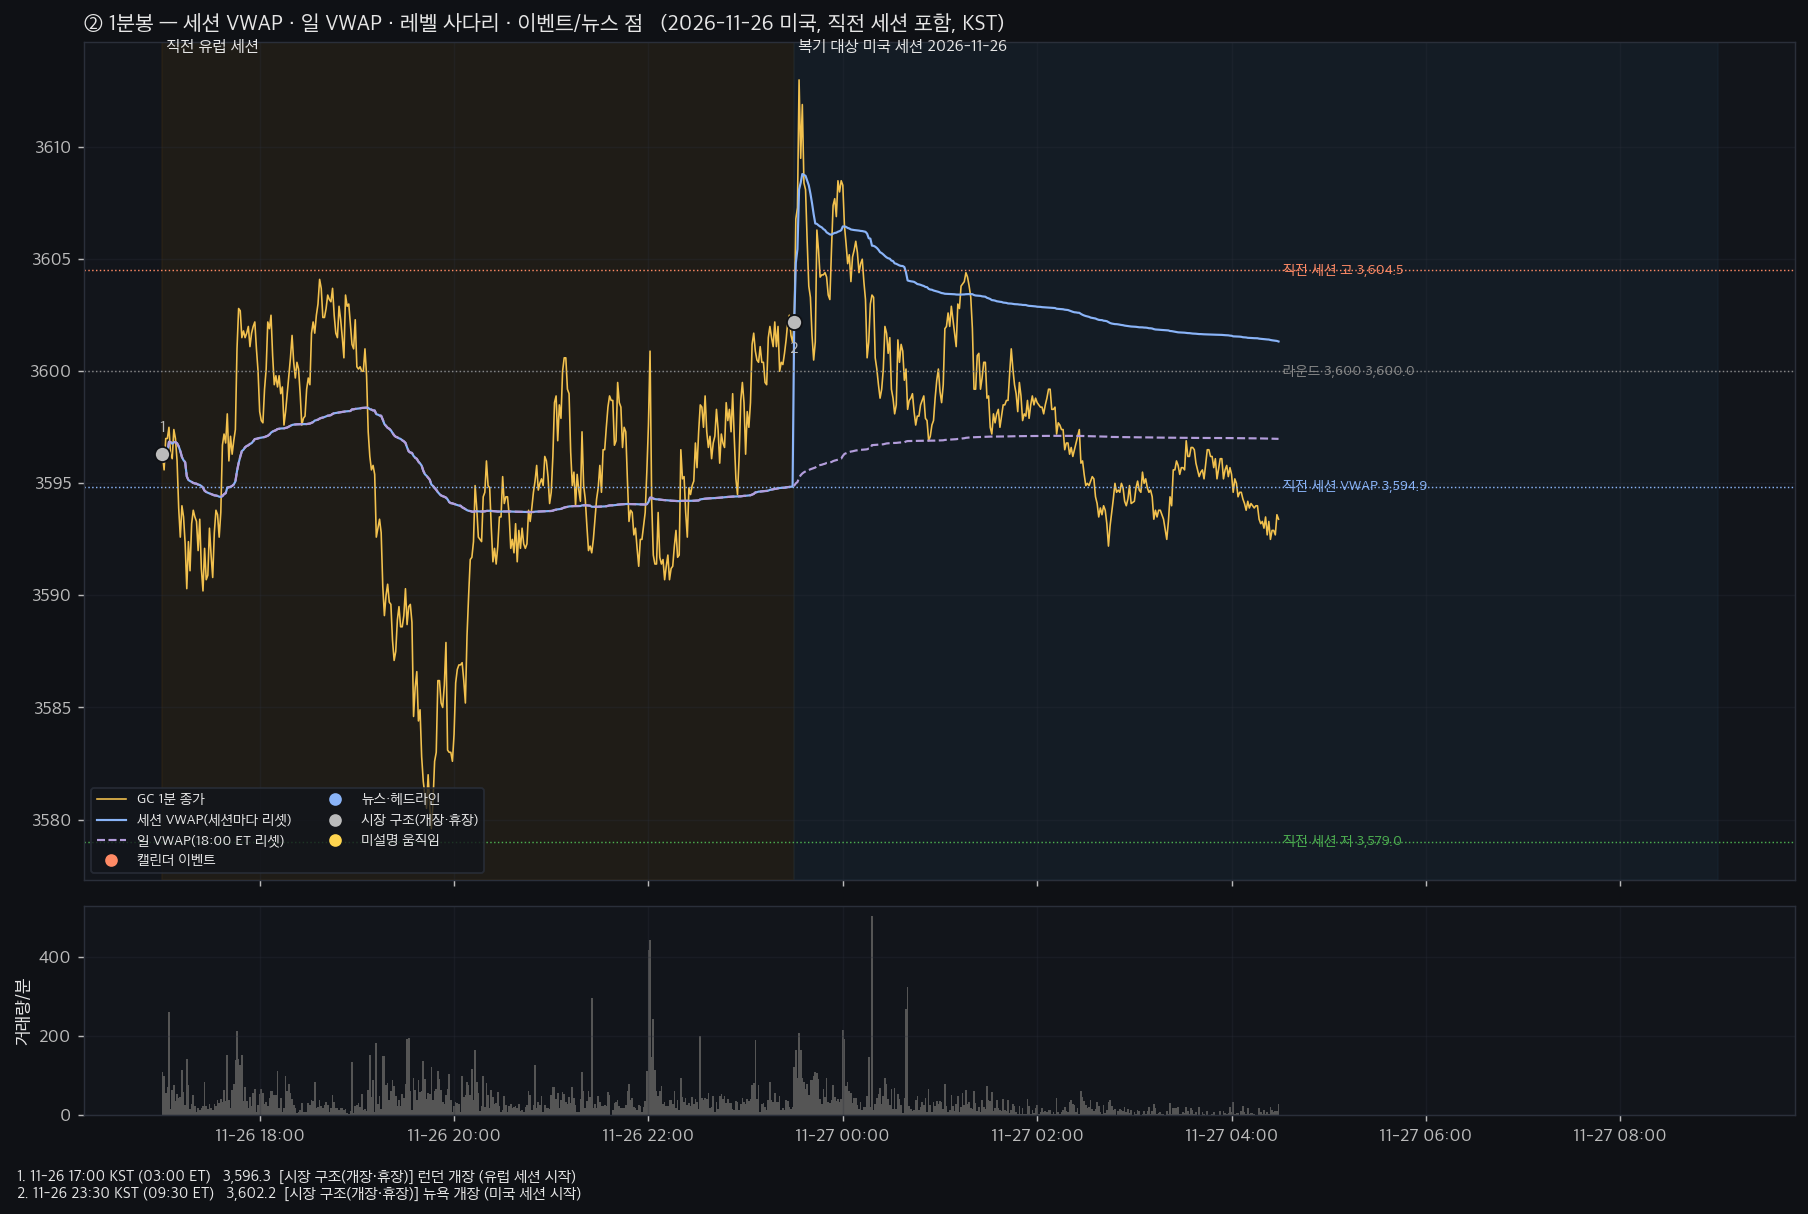 ② 1분봉 — 세션 VWAP · 일 VWAP · 레벨 사다리 · 이벤트/뉴스 점 (2026-11-26 미국, 직전 세션 포함, KST)
직전 유럽 세션
복기 대상 미국 세션 2026-11-26
3610
3605
3600
3595
3590
3585
3580
직전 세션 고 3,604.5
라운드 3,600 3,600.0
직전 세션 VWAP 3,594.9
직전 세션 저 3,579.0
1
2
GC 1분 종가
세션 VWAP(세션마다 리셋)
일 VWAP(18:00 ET 리셋)
캘린더 이벤트
뉴스·헤드라인
시장 구조(개장·휴장)
미설명 움직임
거래량/분
400
200
0
11-26 18:00
11-26 20:00
11-26 22:00
11-27 00:00
11-27 02:00
11-27 04:00
11-27 06:00
11-27 08:00
1. 11-26 17:00 KST (03:00 ET) 3,596.3 [시장 구조(개장·휴장)] 런던 개장 (유럽 세션 시작)
2. 11-26 23:30 KST (09:30 ET) 3,602.2 [시장 구조(개장·휴장)] 뉴욕 개장 (미국 세션 시작)